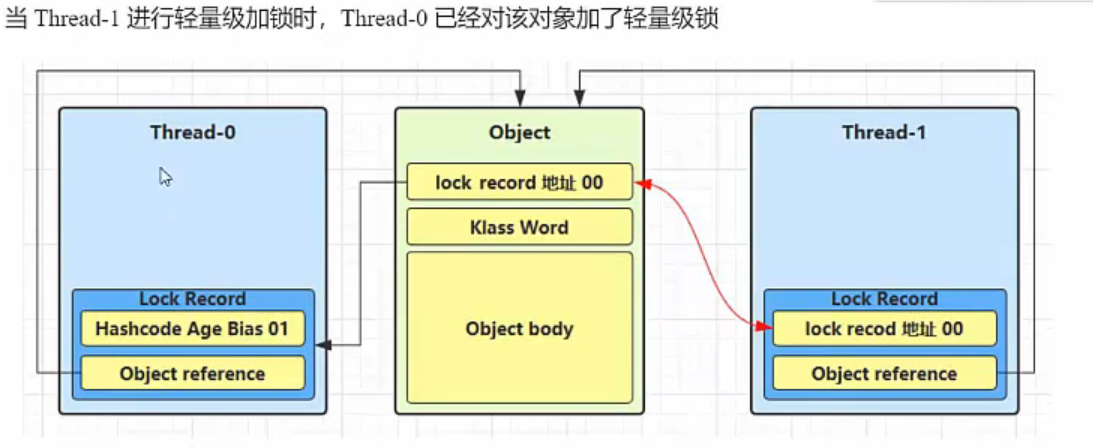 当 Thread-1 进行轻量级加锁时，Thread-0 已经对该对象加了轻量级锁
Thread-0
Lock Record
Hashcode Age Bias 01
Object reference
Object
lock record 地址 00
Klass Word
Object body
Thread-1
Lock Record
lock recod 地址 00
Object reference